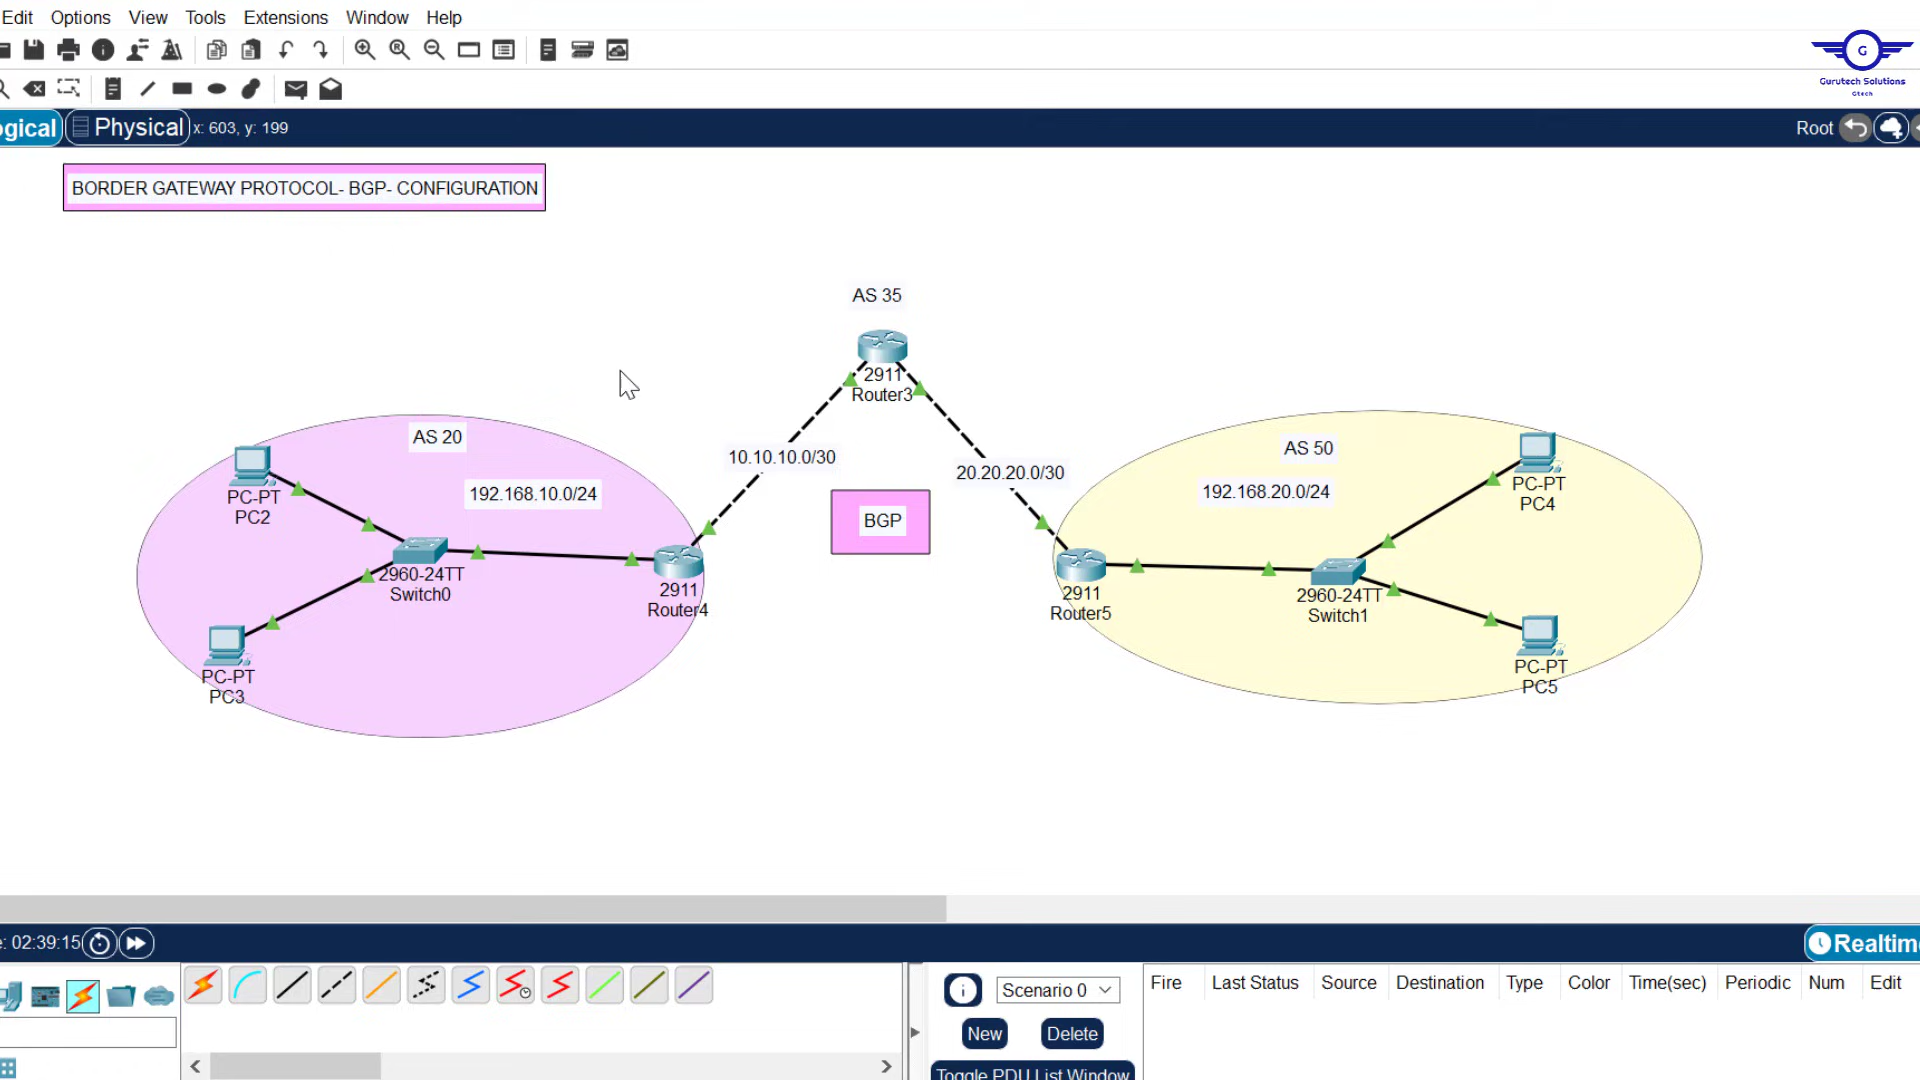 Edit Options View Tools Extensions Window Help
G
Gurutech Solutions
Gtech
Physical x: 603, y: 199
Root
BORDER GATEWAY PROTOCOL- BGP- CONFIGURATION
AS 35
2911
Router3
AS 20
10.10.10.0/30
20.20.20.0/30
AS 50
192.168.10.0/24
192.168.20.0/24
PC-PT
PC2
PC-PT
PC4
BGP
2960-24TT
Switch0
2911
Router4
2911
Router5
2960-24TT
Switch1
PC-PT
PC3
PC-PT
PC5
: 02:39:15
Realtime
Scenario 0
New
Delete
Toggle PDU List Window
Fire Last Status Source Destination Type Color Time(sec) Periodic Num Edit